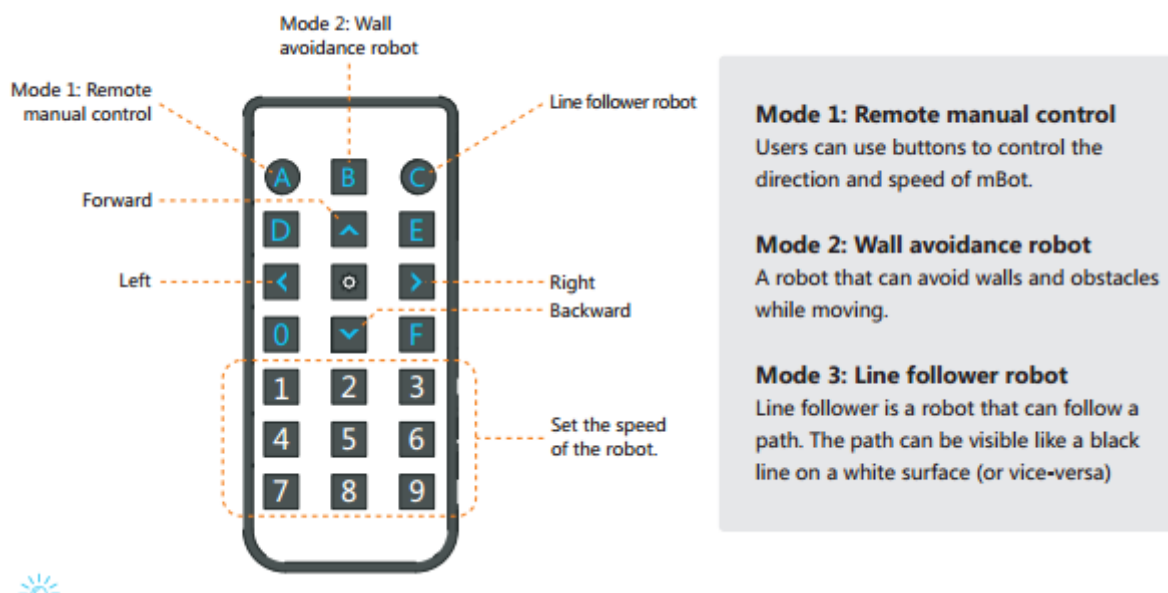 Mode 2: Wall
avoidance robot
Mode 1: Remote
manual control
Line follower robot
A B C
Forward
D E
Left
Right
Backward
0 F
1 2 3
4 5 6
Set the speed
of the robot.
7 8 9
Mode 1: Remote manual control
Users can use buttons to control the
direction and speed of mBot.
Mode 2: Wall avoidance robot
A robot that can avoid walls and obstacles
while moving.
Mode 3: Line follower robot
Line follower is a robot that can follow a
path. The path can be visible like a black
line on a white surface (or vice-versa)